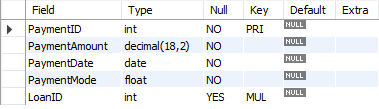 Field Type Null Key Default Extra
PaymentID int NO PRI NULL
PaymentAmount decimal(18,2) NO NULL
PaymentDate date NO NULL
PaymentMode float NO NULL
LoanID int YES MUL NULL